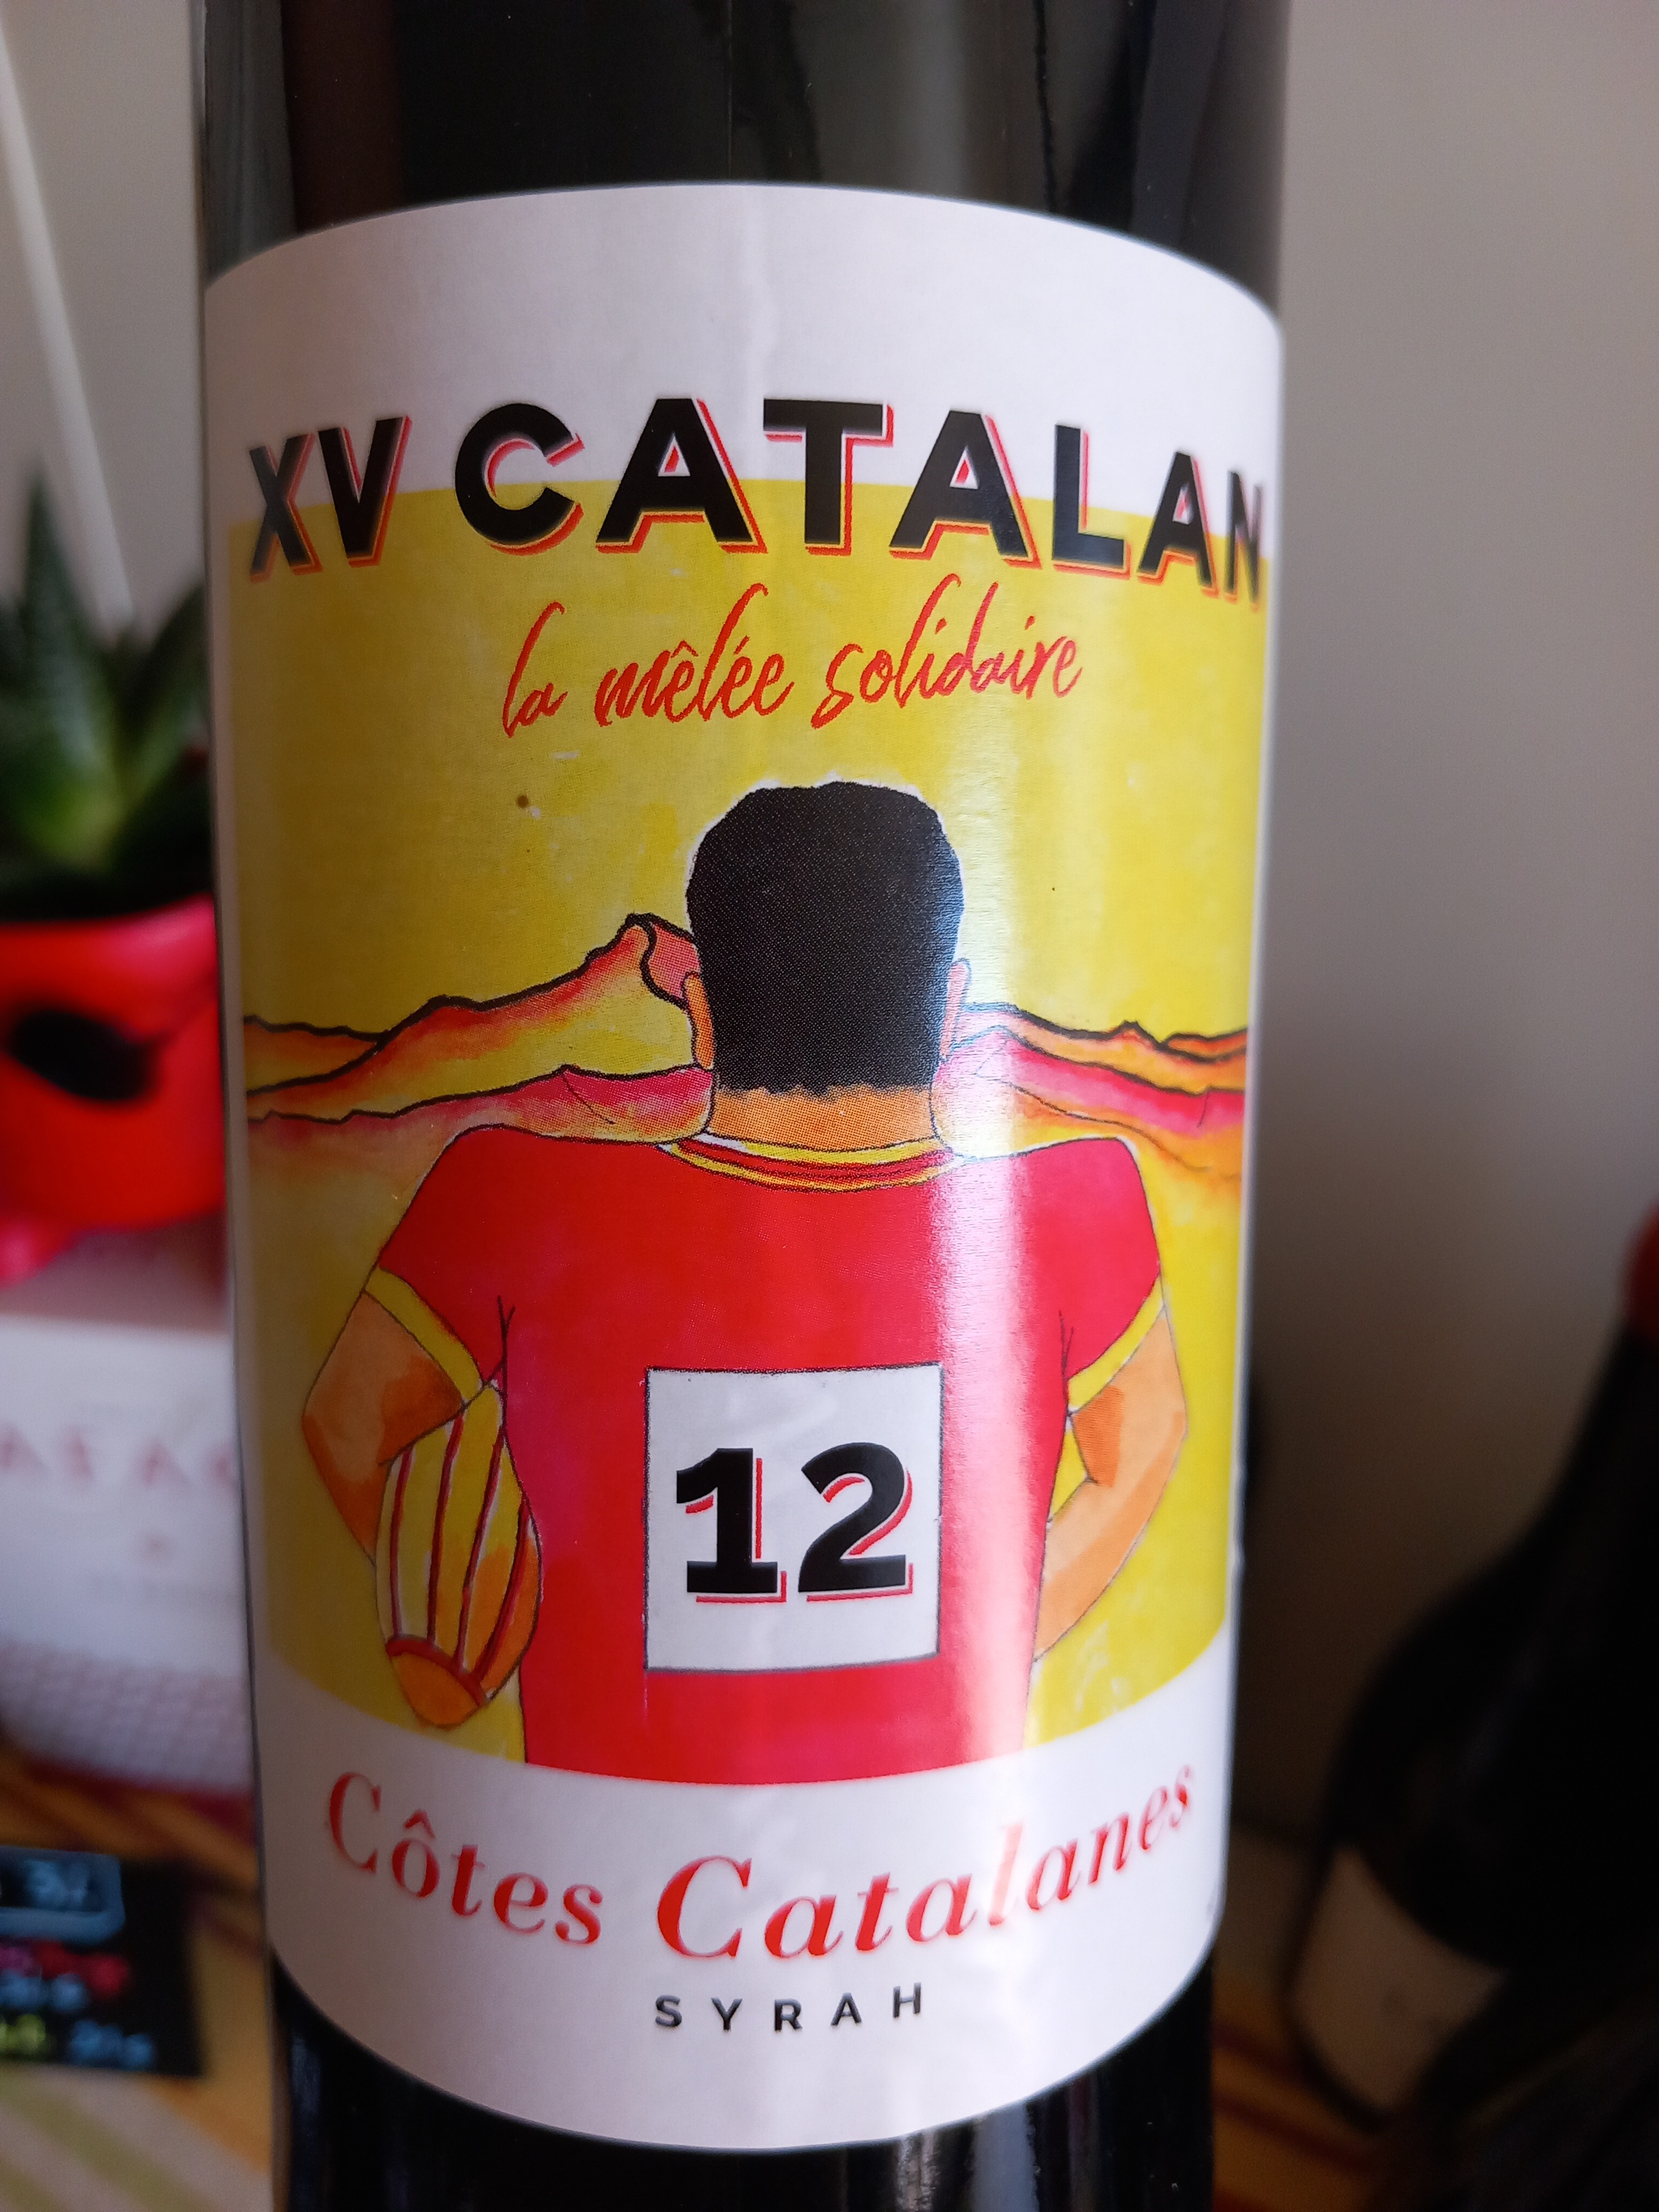 XV CATALAN
la mêlée solidaire
12
Côtes Catalanes
SYRAH